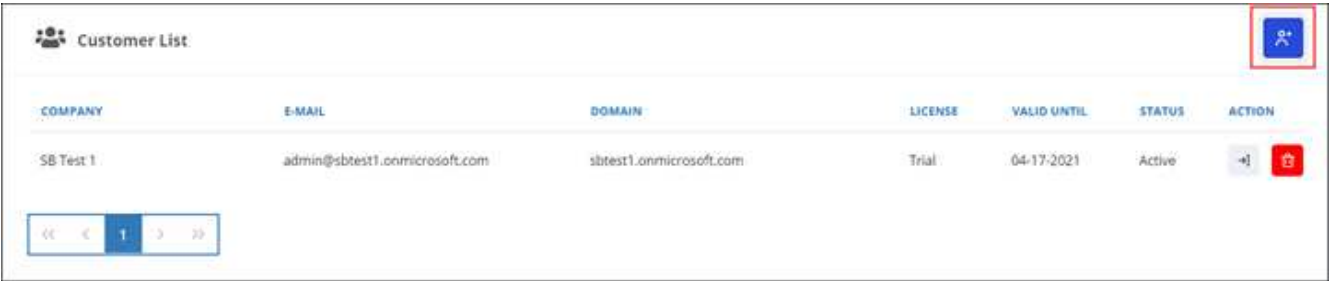 Customer List
COMPANY E-MAIL DOMAIN LICENSE VALID UNTIL STATUS ACTION
SB Test 1 admin@sbtest1.onmicrosoft.com sbtest1.onmicrosoft.com Trial 04-17-2021 Active
<< < 1 > >>